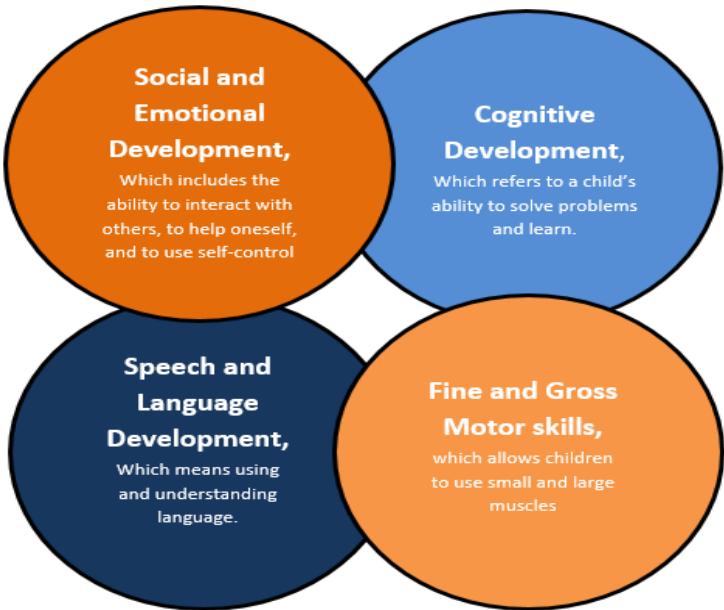 Social and
Emotional
Development,
Which includes the
ability to interact with
others, to help oneself,
and to use self-control
Cognitive
Development,
Which refers to a child’s
ability to solve problems
and learn.
Speech and
Language
Development,
Which means using
and understanding
language.
Fine and Gross
Motor skills,
which allows children
to use small and large
muscles